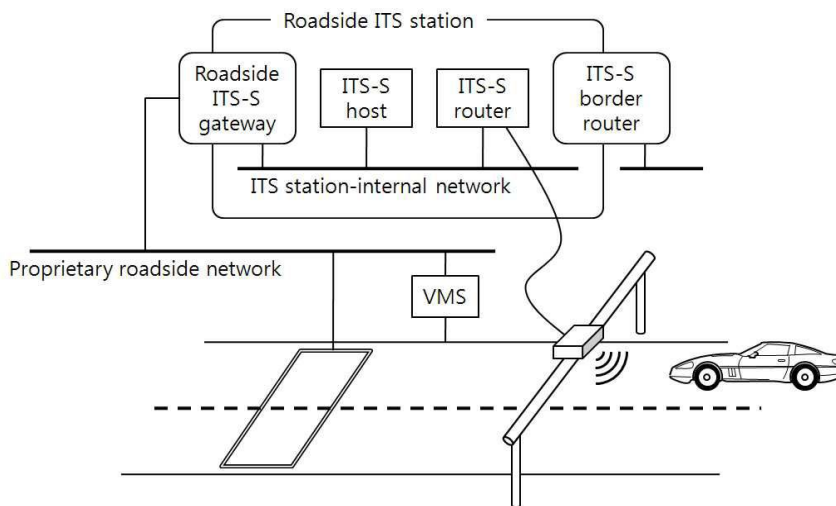 Roadside ITS station
Roadside
ITS-S
gateway
ITS-S
host
ITS-S
router
ITS-S
border
router
ITS station-internal network
Proprietary roadside network
VMS